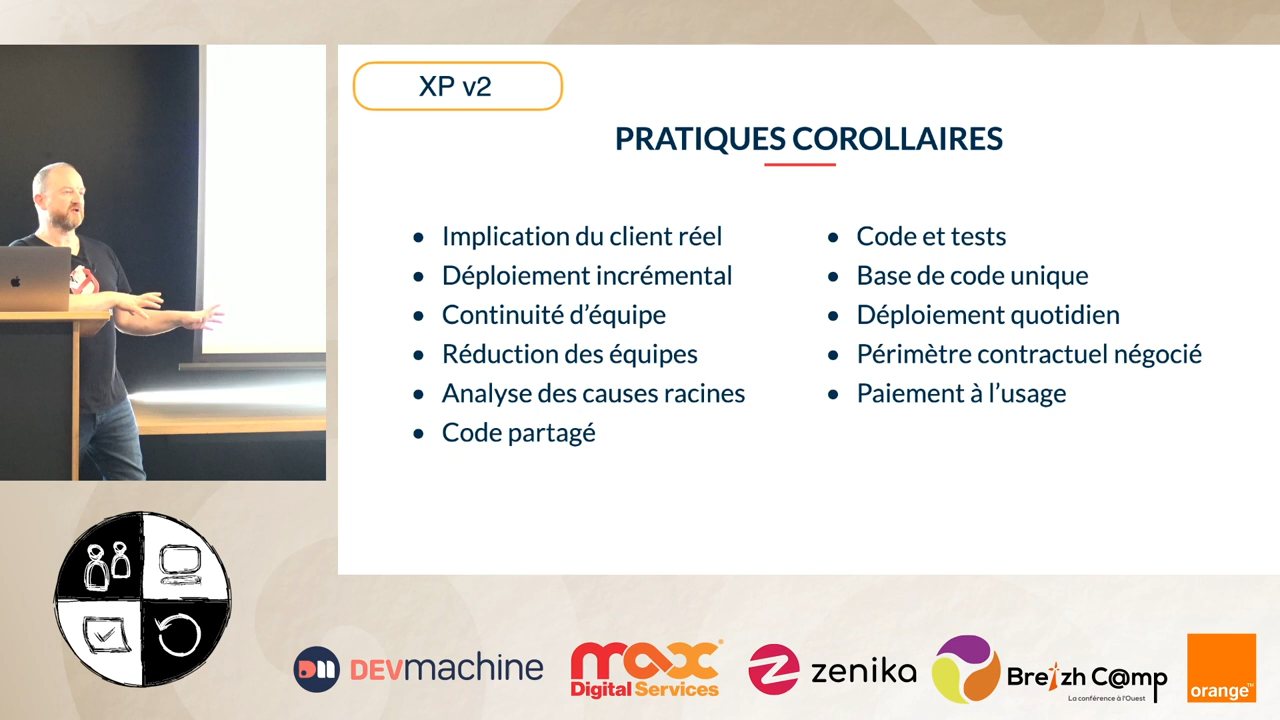 XP v2
PRATIQUES COROLLAIRES
Implication du client réel
Déploiement incrémental
Continuité d’équipe
Réduction des équipes
Analyse des causes racines
Code partagé
Code et tests
Base de code unique
Déploiement quotidien
Périmètre contractuel négocié
Paiement à l’usage
DEVmachine
max
Digital Services
zenika
Breizh C@mp
La conférence à l'Ouest
orange™